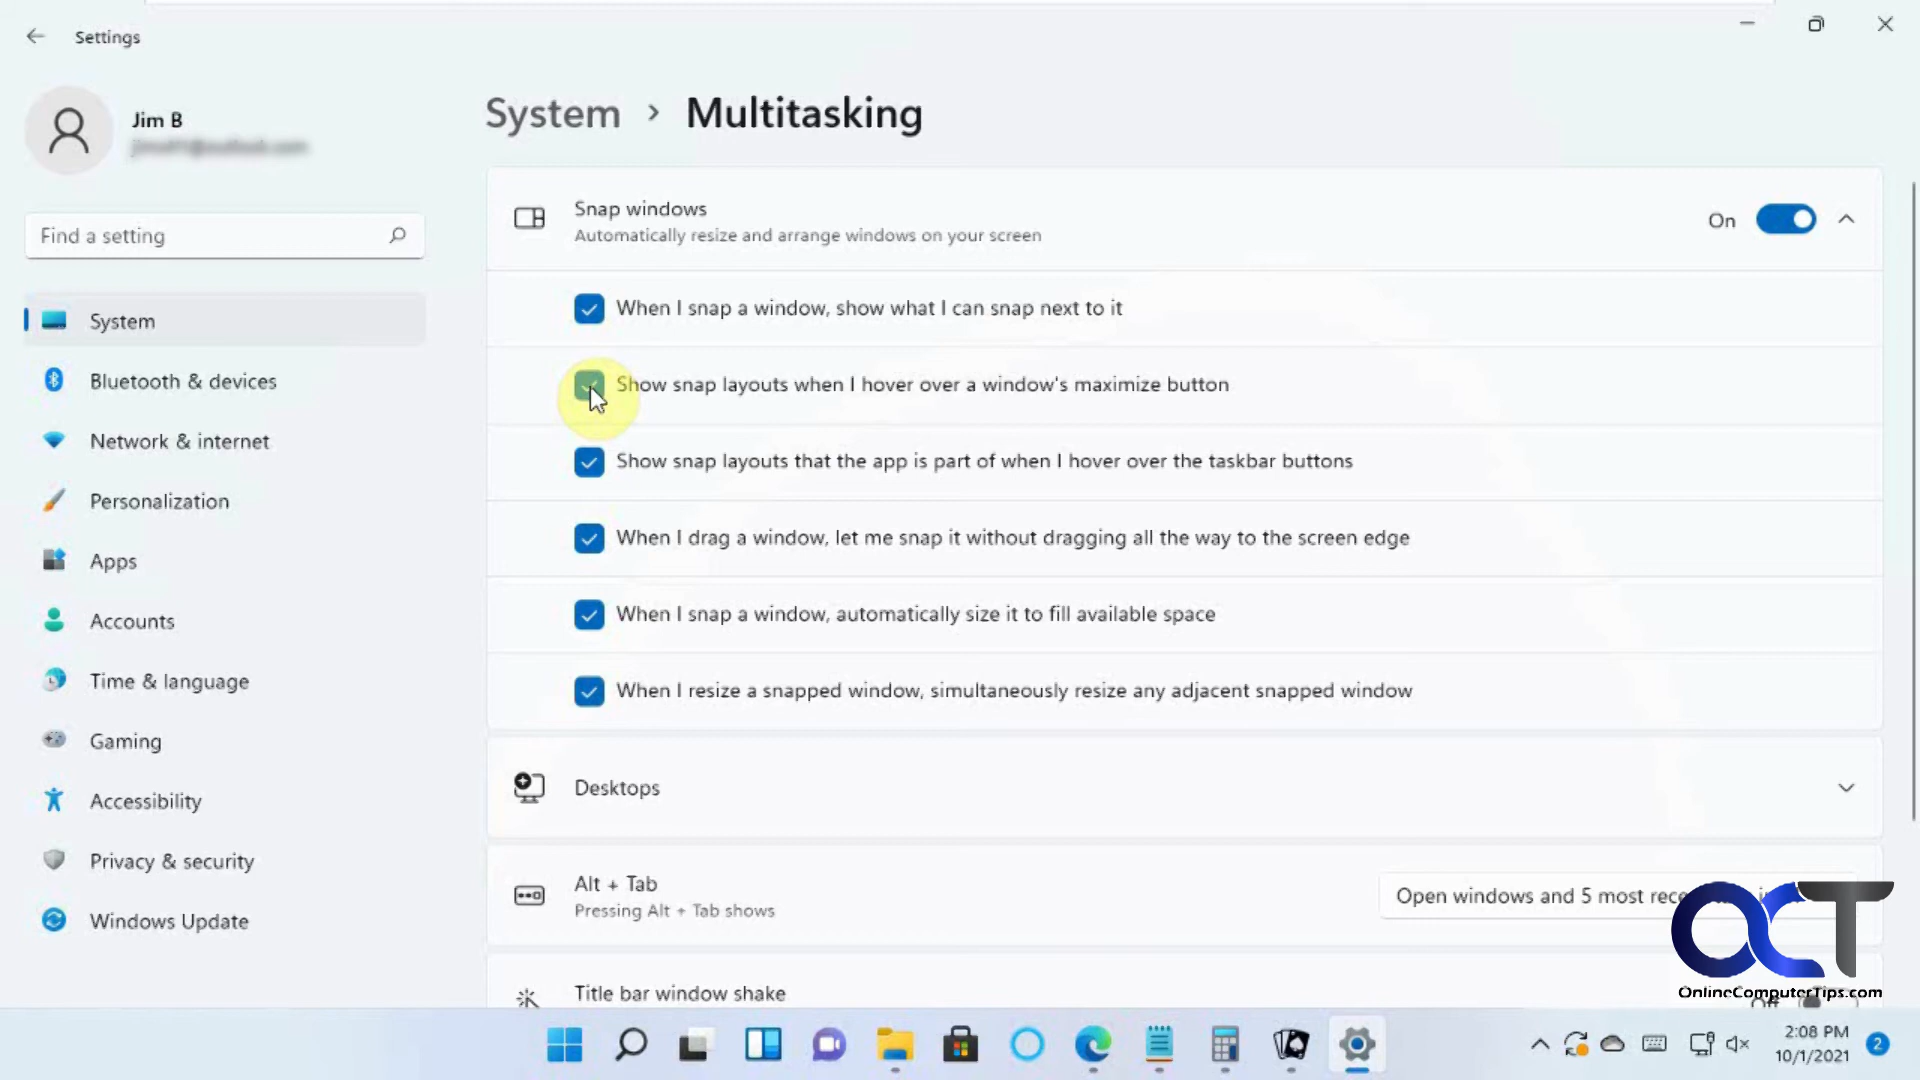 Settings
Jim B
Find a setting
System
Bluetooth & devices
Network & internet
Personalization
Apps
Accounts
Time & language
Gaming
Accessibility
Privacy & security
Windows Update
System > Multitasking
Snap windows
Automatically resize and arrange windows on your screen
On
When I snap a window, show what I can snap next to it
Show snap layouts when I hover over a window's maximize button
Show snap layouts that the app is part of when I hover over the taskbar buttons
When I drag a window, let me snap it without dragging all the way to the screen edge
When I snap a window, automatically size it to fill available space
When I resize a snapped window, simultaneously resize any adjacent snapped window
Desktops
Alt + Tab
Pressing Alt + Tab shows
Open windows and 5 most
Title bar window shake
Off
OCT
OnlineComputerTips.com
2:08 PM
10/1/2021
2